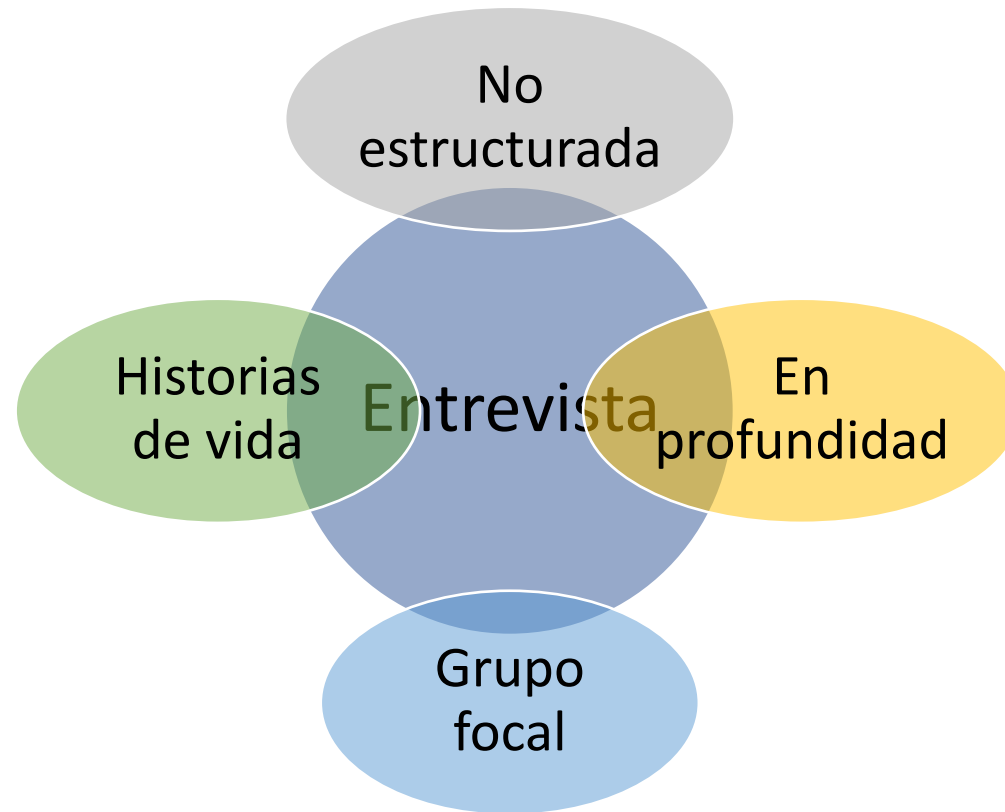 No
estructurada
Historias
de vida
Entrevista
En
profundidad
Grupo
focal